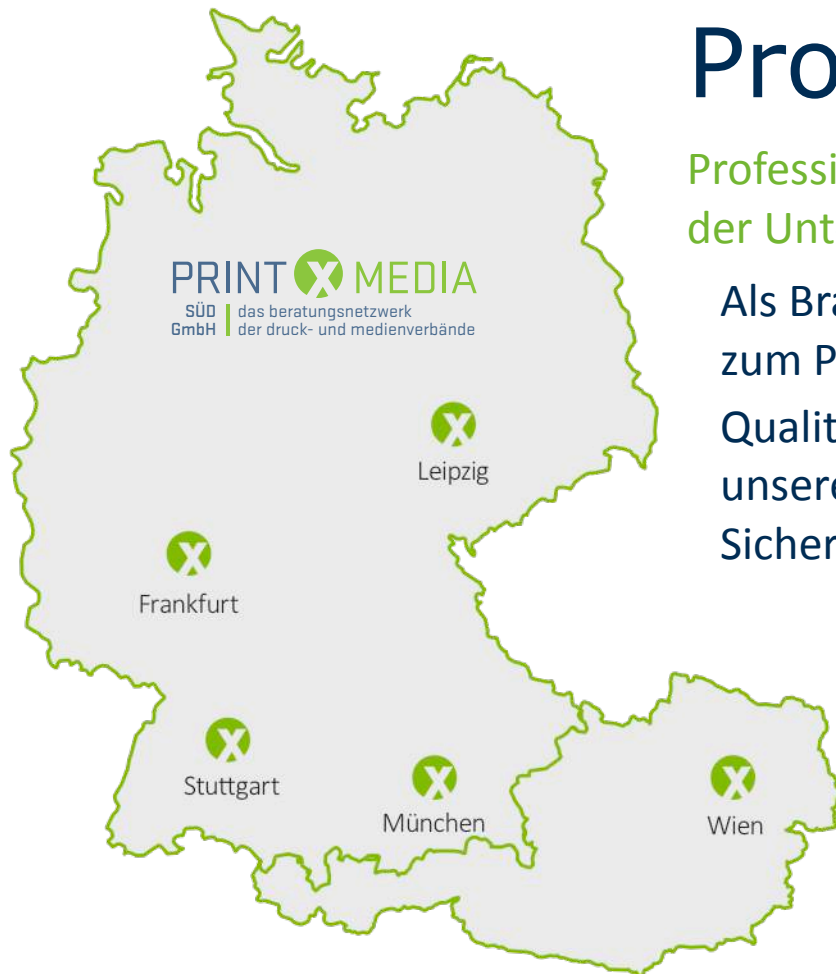 Pro
Professi
der Unt
Als Bra
zum P
Qualit
unsere
Sicher
PRINT X MEDIA
SÜD | das beratungsnetzwerk
GmbH | der druck- und medienverbände
X
Leipzig
X
Frankfurt
X
Stuttgart
X
München
X
Wien